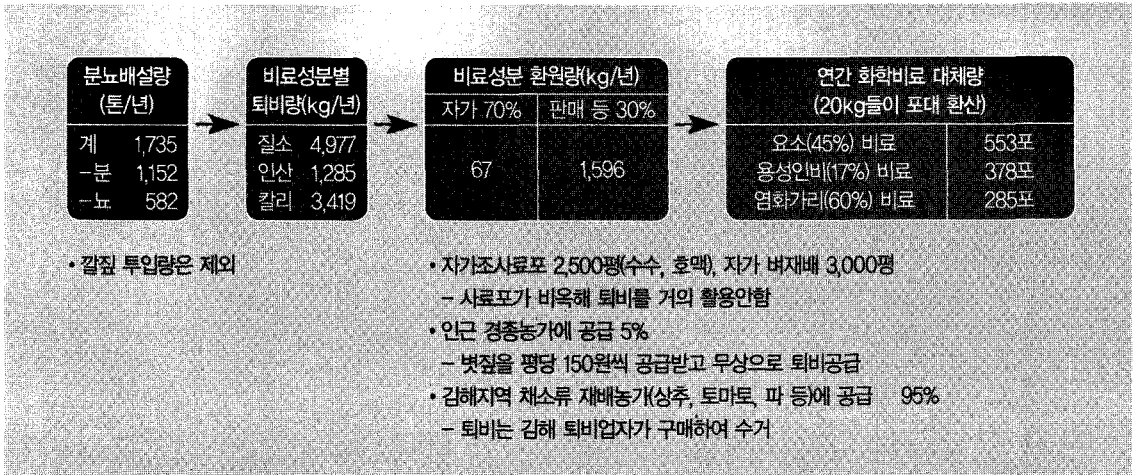 분뇨배설량
(톤/년)
계 1,735
-분 1,152
-뇨 582
비료성분별
퇴비량(kg/년)
질소 4,977
인산 1,285
칼리 3,419
비료성분 환원량(kg/년)
자가 70% 판매 등 30%
67 1,596
연간 화학비료 대체량
(20kg들이 포대 환산)
요소(45%) 비료 553포
용성인비(17%) 비료 378포
염화가리(60%) 비료 285포
• 깔짚 투입량은 제외
• 자가조사료포 2,500평(수수, 호맥), 자가 벼재배 3,000평
- 사료포가 비옥해 퇴비를 거의 활용안함
• 인근 경종농가에 공급 5%
- 볏짚을 평당 150원씩 공급받고 무상으로 퇴비공급
• 김해지역 채소류 재배농가(상추, 토마토, 파 등)에 공급 95%
- 퇴비는 김해 퇴비업자가 구매하여 수거